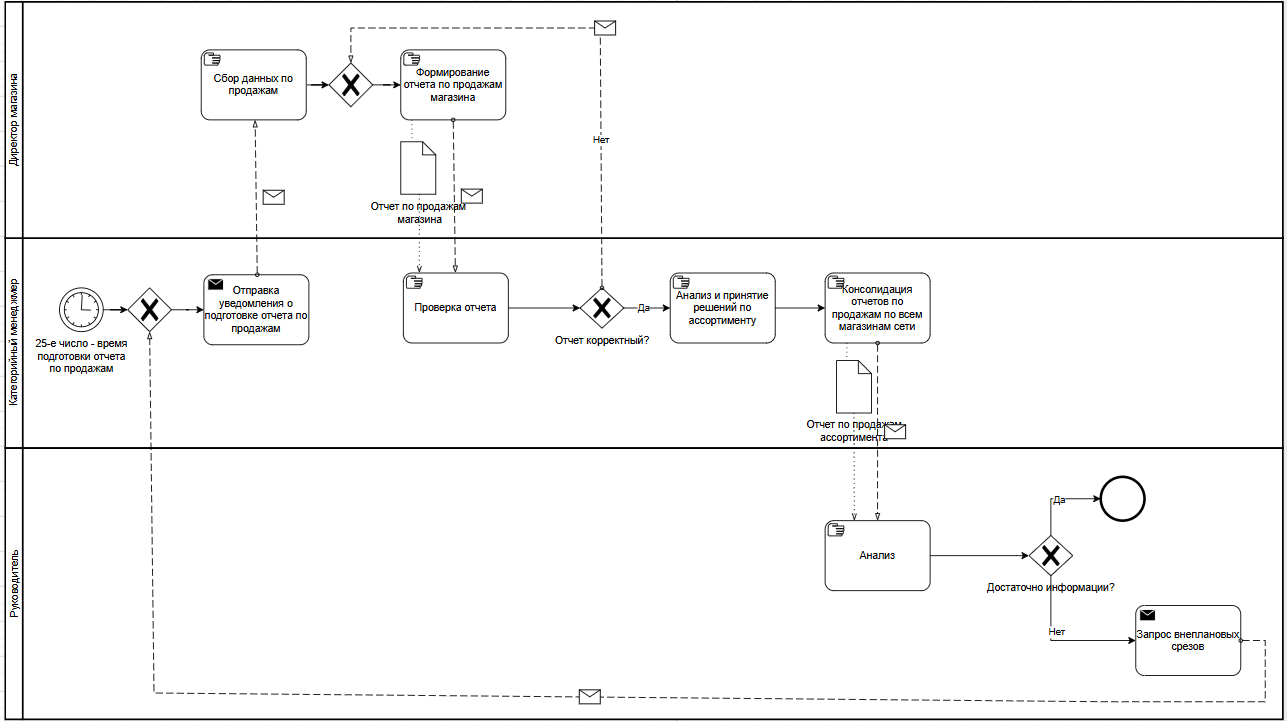 Директор магазина
Сбор данных по
продажам
Формирование
отчета по продажам
магазина
Нет
Отчет по продажам
магазина
Категорийный менеджмер
25-е число - время
подготовки отчета
по продажам
Отправка
уведомления о
подготовке отчета по
продажам
Проверка отчета
Отчет корректный?
Да
Анализ и принятие
решений по
ассортименту
Консолидация
отчетов по
продажам по всем
магазинам сети
Отчет по продажам
ассортимента
Руководитель
Анализ
Достаточно информации?
Да
Нет
Запрос внеплановых
срезов